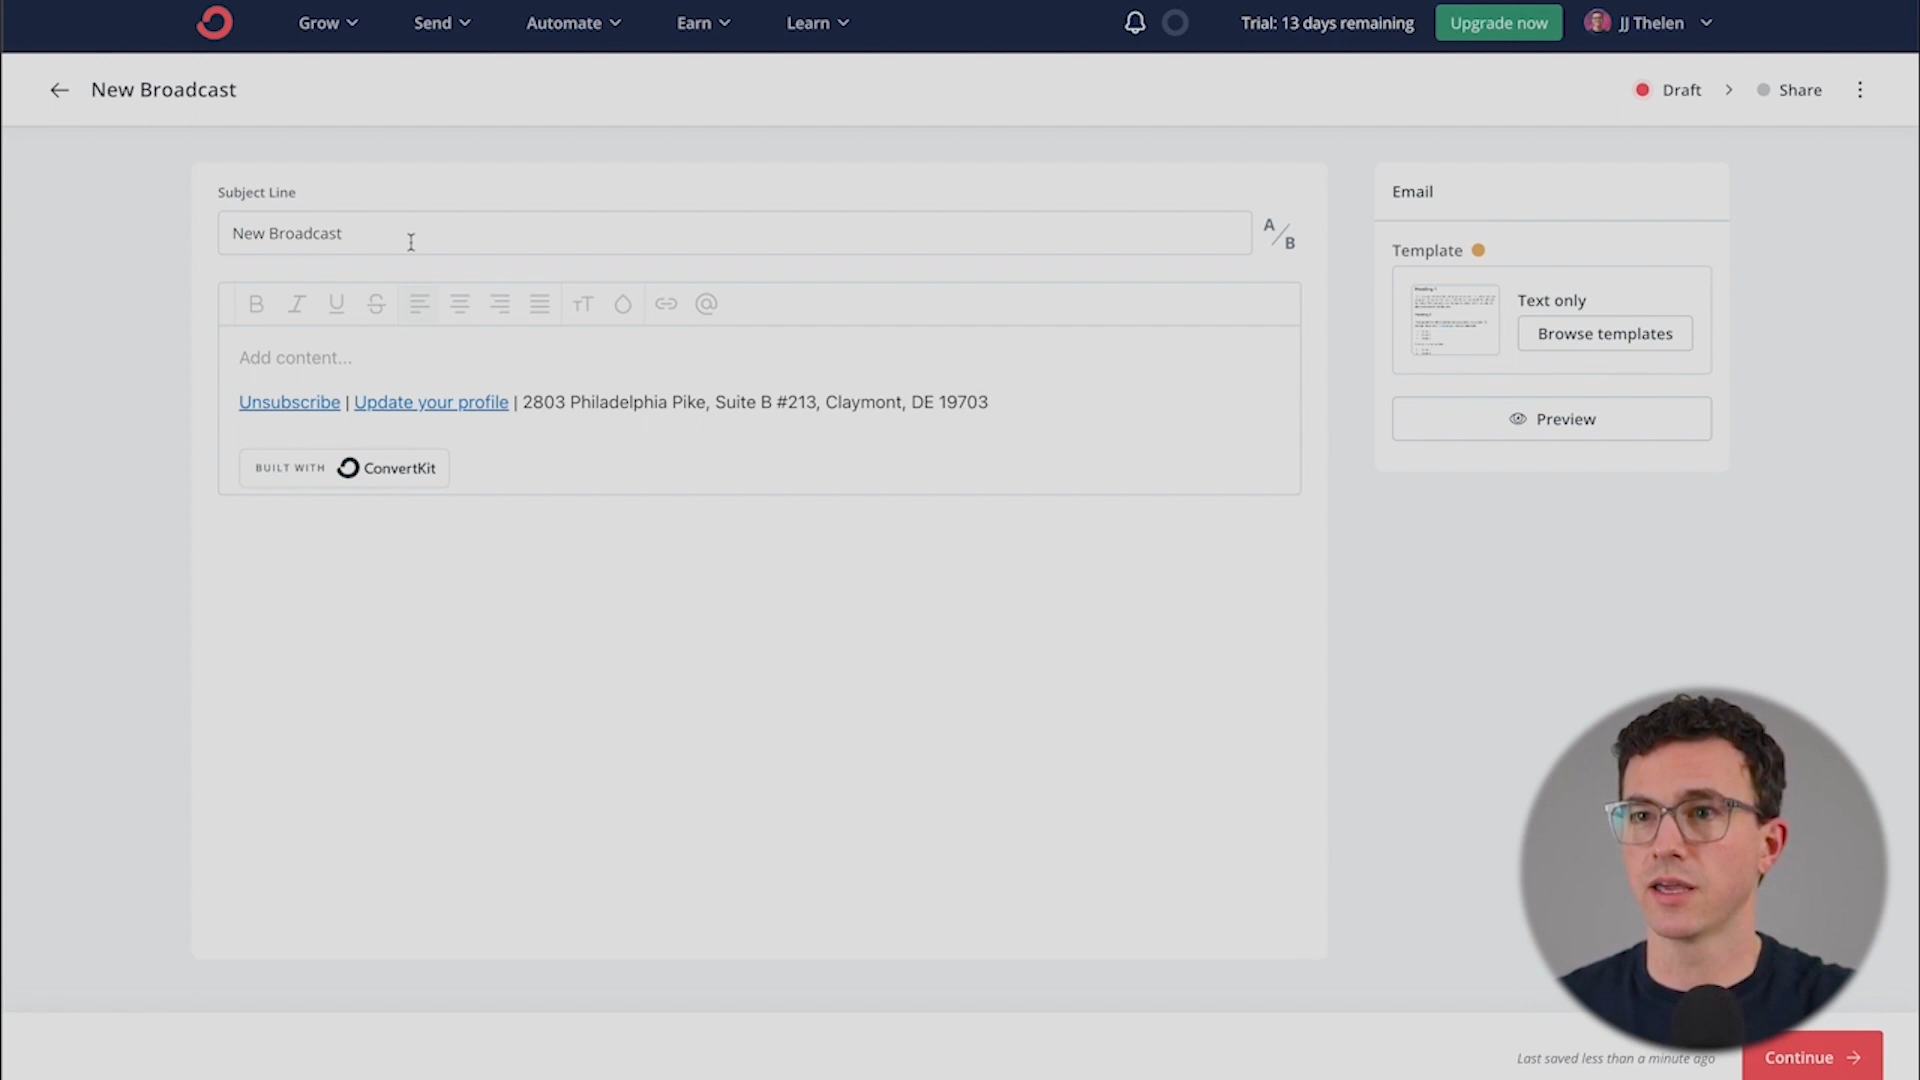 Grow Send Automate Earn Learn Trial: 13 days remaining Upgrade now JJ Thelen
New Broadcast Draft Share
Subject Line
New Broadcast
A/B
B I U S TT @
Add content...
Unsubscribe | Update your profile | 2803 Philadelphia Pike, Suite B #213, Claymont, DE 19703
BUILT WITH ConvertKit
Email
Template
Text only
Browse templates
Preview
Last saved less than a minute ago
Continue